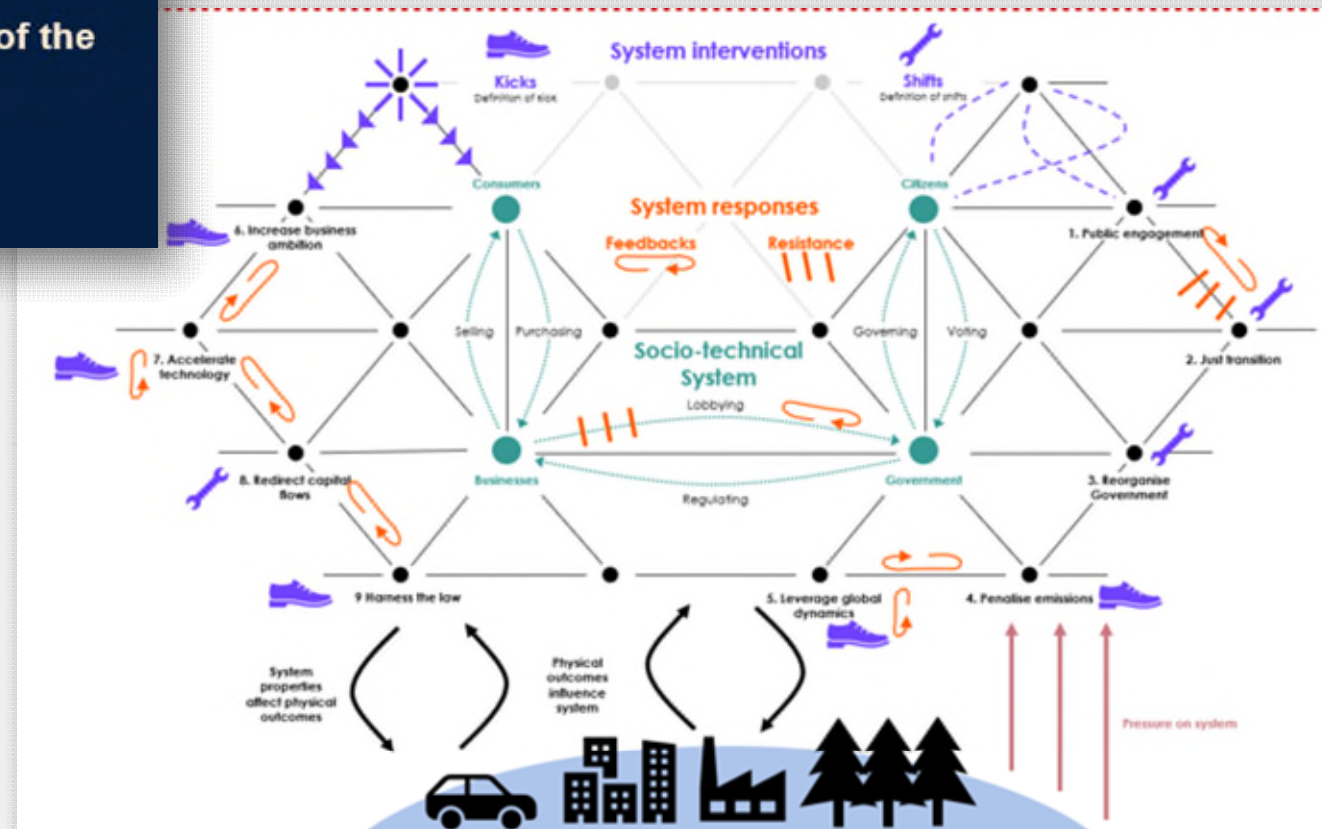 of the
System interventions
Kicks
Definition of kick
Shifts
Definition of shifts
Consumers
Citizens
System responses
Feedbacks
Resistance
6. Increase business
ambition
1. Public engagement
Selling
Purchasing
Governing
Voting
Socio-technical
System
7. Accelerate
technology
2. Just transition
Lobbying
8. Redirect capital
flows
Businesses
Government
3. Reorganise
Government
Regulating
9 Harness the law
5. Leverage global
dynamics
4. Penalise emissions
System
properties
affect physical
outcomes
Physical
outcomes
influence
system
Pressure on system